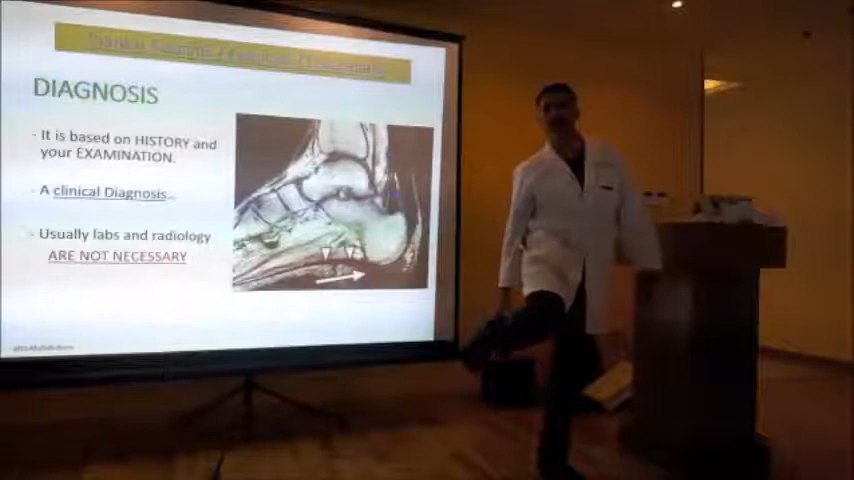 DIAGNOSIS
- It is based on HISTORY and
your EXAMINATION.
- A clinical Diagnosis..
- Usually labs and radiology
ARE NOT NECESSARY